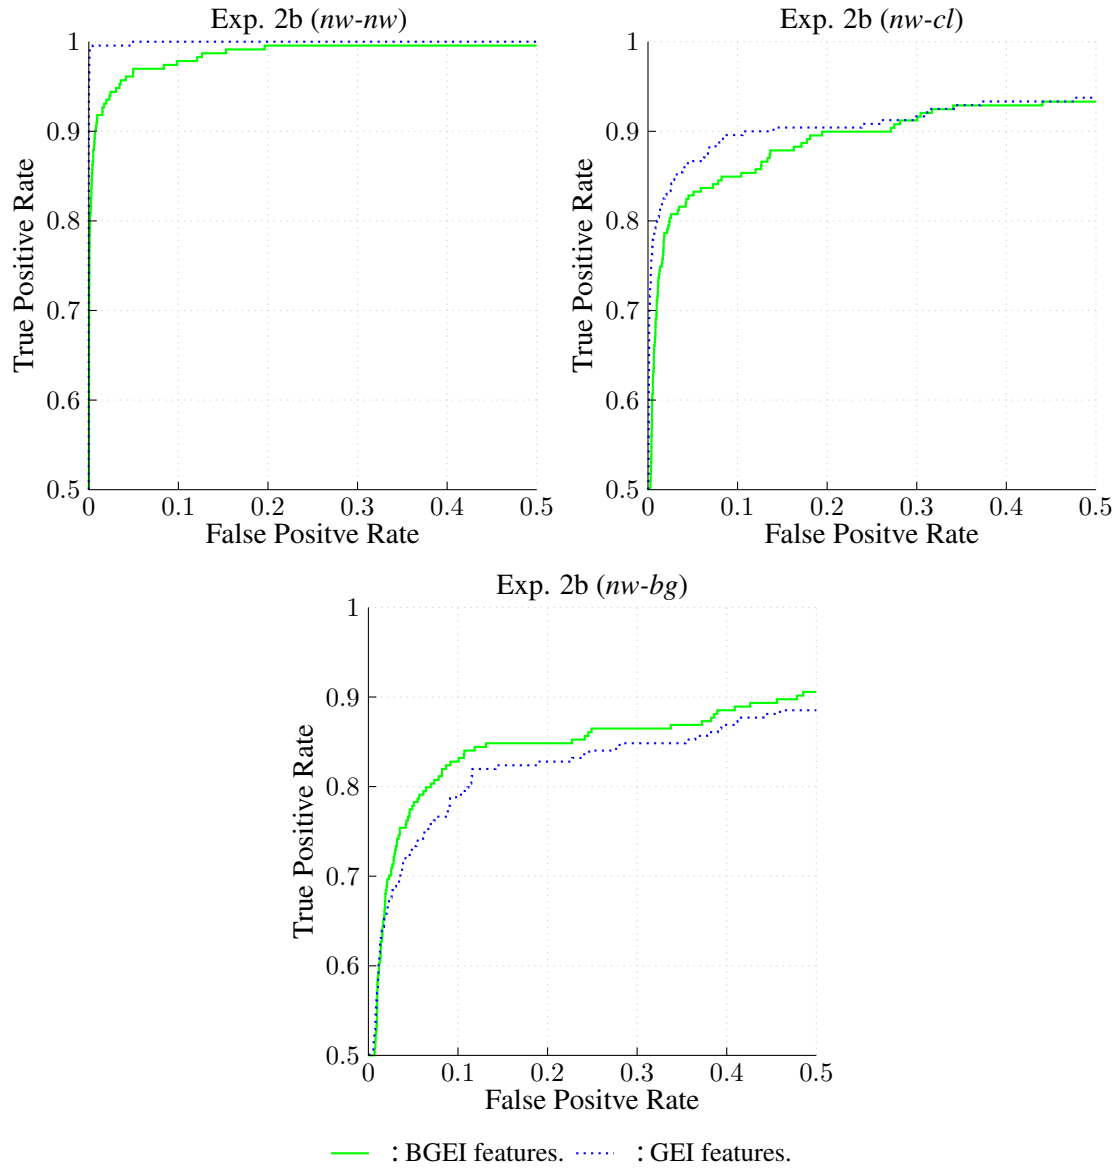 Exp. 2b (nw-nw)
1
0.9
0.8
0.7
0.6
0.5
0 0.1 0.2 0.3 0.4 0.5
True Positive Rate
False Positve Rate
Exp. 2b (nw-cl)
1
0.9
0.8
0.7
0.6
0.5
0 0.1 0.2 0.3 0.4 0.5
True Positive Rate
False Positve Rate
Exp. 2b (nw-bg)
1
0.9
0.8
0.7
0.6
0.5
0 0.1 0.2 0.3 0.4 0.5
True Positive Rate
False Positve Rate
: BGEI features. : GEI features.